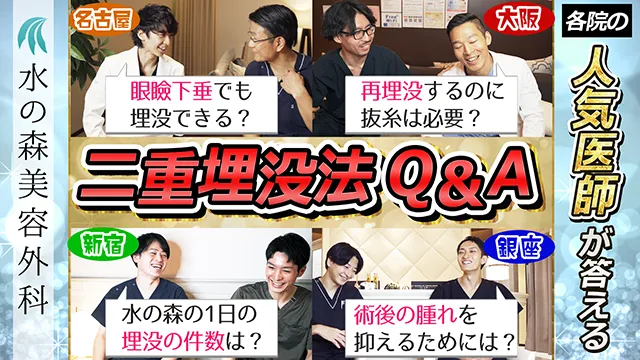 水の森美容外科
名古屋
大阪
各院の
人気医師が答える
眼瞼下垂でも
埋没できる？
再埋没するのに
抜糸は必要？
二重埋没法 Q&A
新宿
銀座
水の森の1日の
埋没の件数は？
術後の腫れを
抑えるためには？